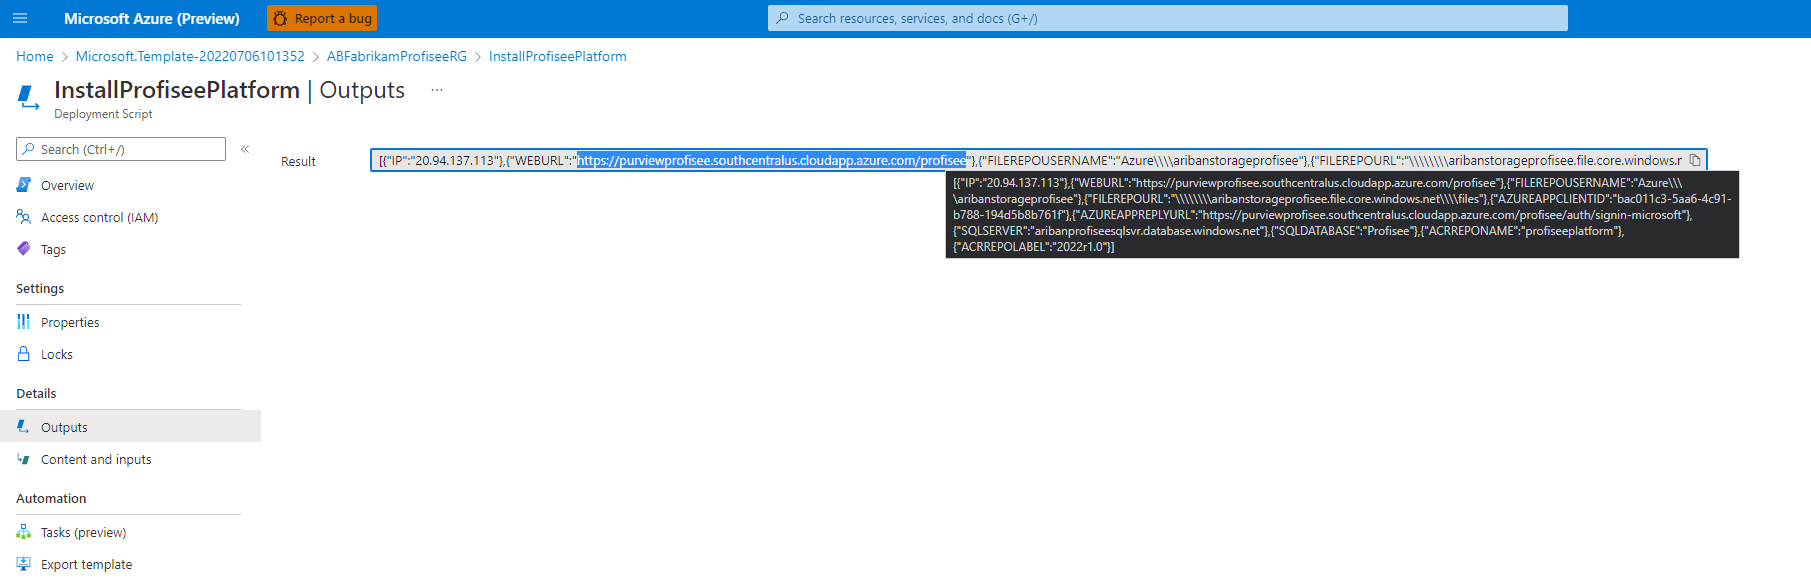 Microsoft Azure (Preview)
Report a bug
Search resources, services, and docs (G+/)
Home > Microsoft.Template-20220706101352 > ABFabrikamProfiseeRG > InstallProfiseePlatform
InstallProfiseePlatform | Outputs ...
Deployment Script
Search (Ctrl+/)
«
Overview
Access control (IAM)
Tags
Settings
Properties
Locks
Details
Outputs
Content and inputs
Automation
Tasks (preview)
Export template
Result
[{"IP":"20.94.137.113"},{"WEBURL":"https://purviewprofisee.southcentralus.cloudapp.azure.com/profisee"},{"FILEREPOUSERNAME":"Azure\\\\aribanstorageprofisee"},{"FILEREPOURL":"\\\\\\\\aribanstorageprofisee.file.core.windows.r
[{"IP":"20.94.137.113"},{"WEBURL":"https://purviewprofisee.southcentralus.cloudapp.azure.com/profisee"},{"FILEREPOUSERNAME":"Azure\\\
\aribanstorageprofisee"},{"FILEREPOURL":"\\\\\\\\aribanstorageprofisee.file.core.windows.net\\\\files"},{"AZUREAPPCLIENTID":"bac011c3-5aa6-4c91-
b788-194d5b8b761f"},{"AZUREAPPREPLYURL":"https://purviewprofisee.southcentralus.cloudapp.azure.com/profisee/auth/signin-microsoft"},
{"SQLSERVER":"aribanprofiseesqlsvr.database.windows.net"},{"SQLDATABASE":"Profisee"},{"ACRREPONAME":"profiseeplatform"},
{"ACRREPOLABEL":"2022r1.0"}]